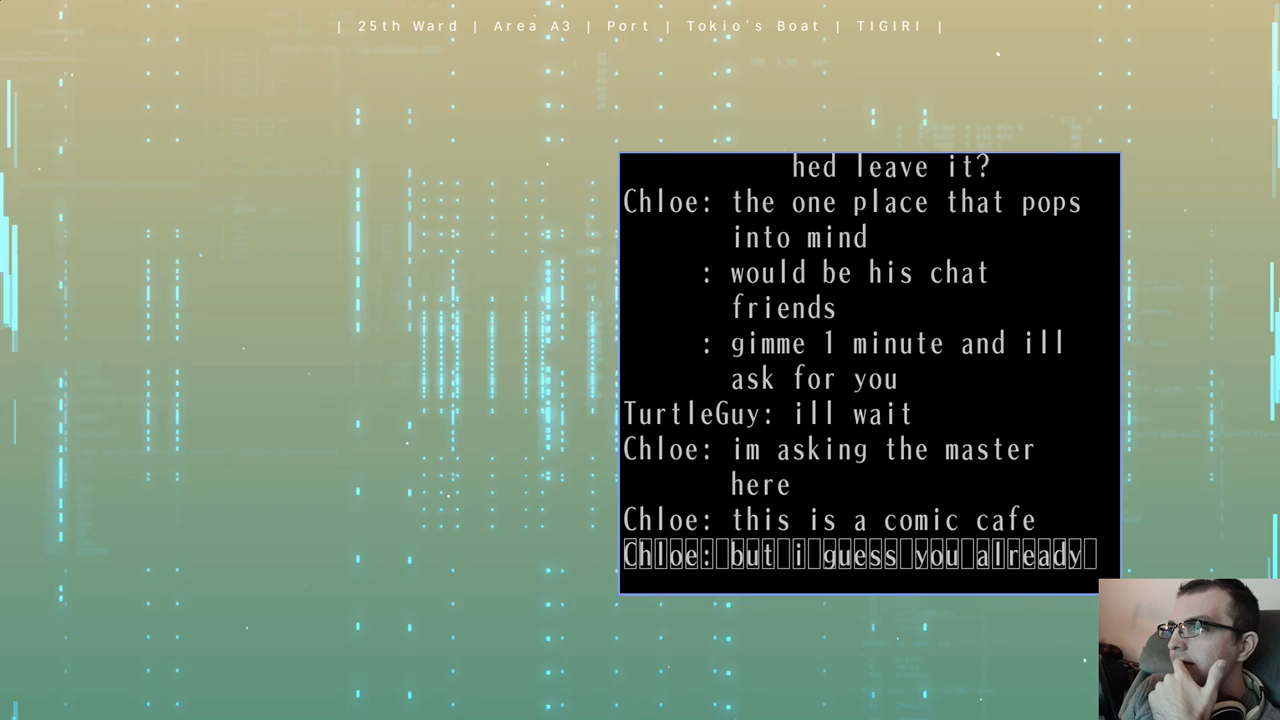 | 25th Ward | Area A3 | Port | Tokio's Boat | TIGIRI |
hed leave it?
Chloe: the one place that pops
into mind
: would be his chat
friends
: gimme 1 minute and ill
ask for you
TurtleGuy: ill wait
Chloe: im asking the master
here
Chloe: this is a comic cafe
Chloe: but i guess you already